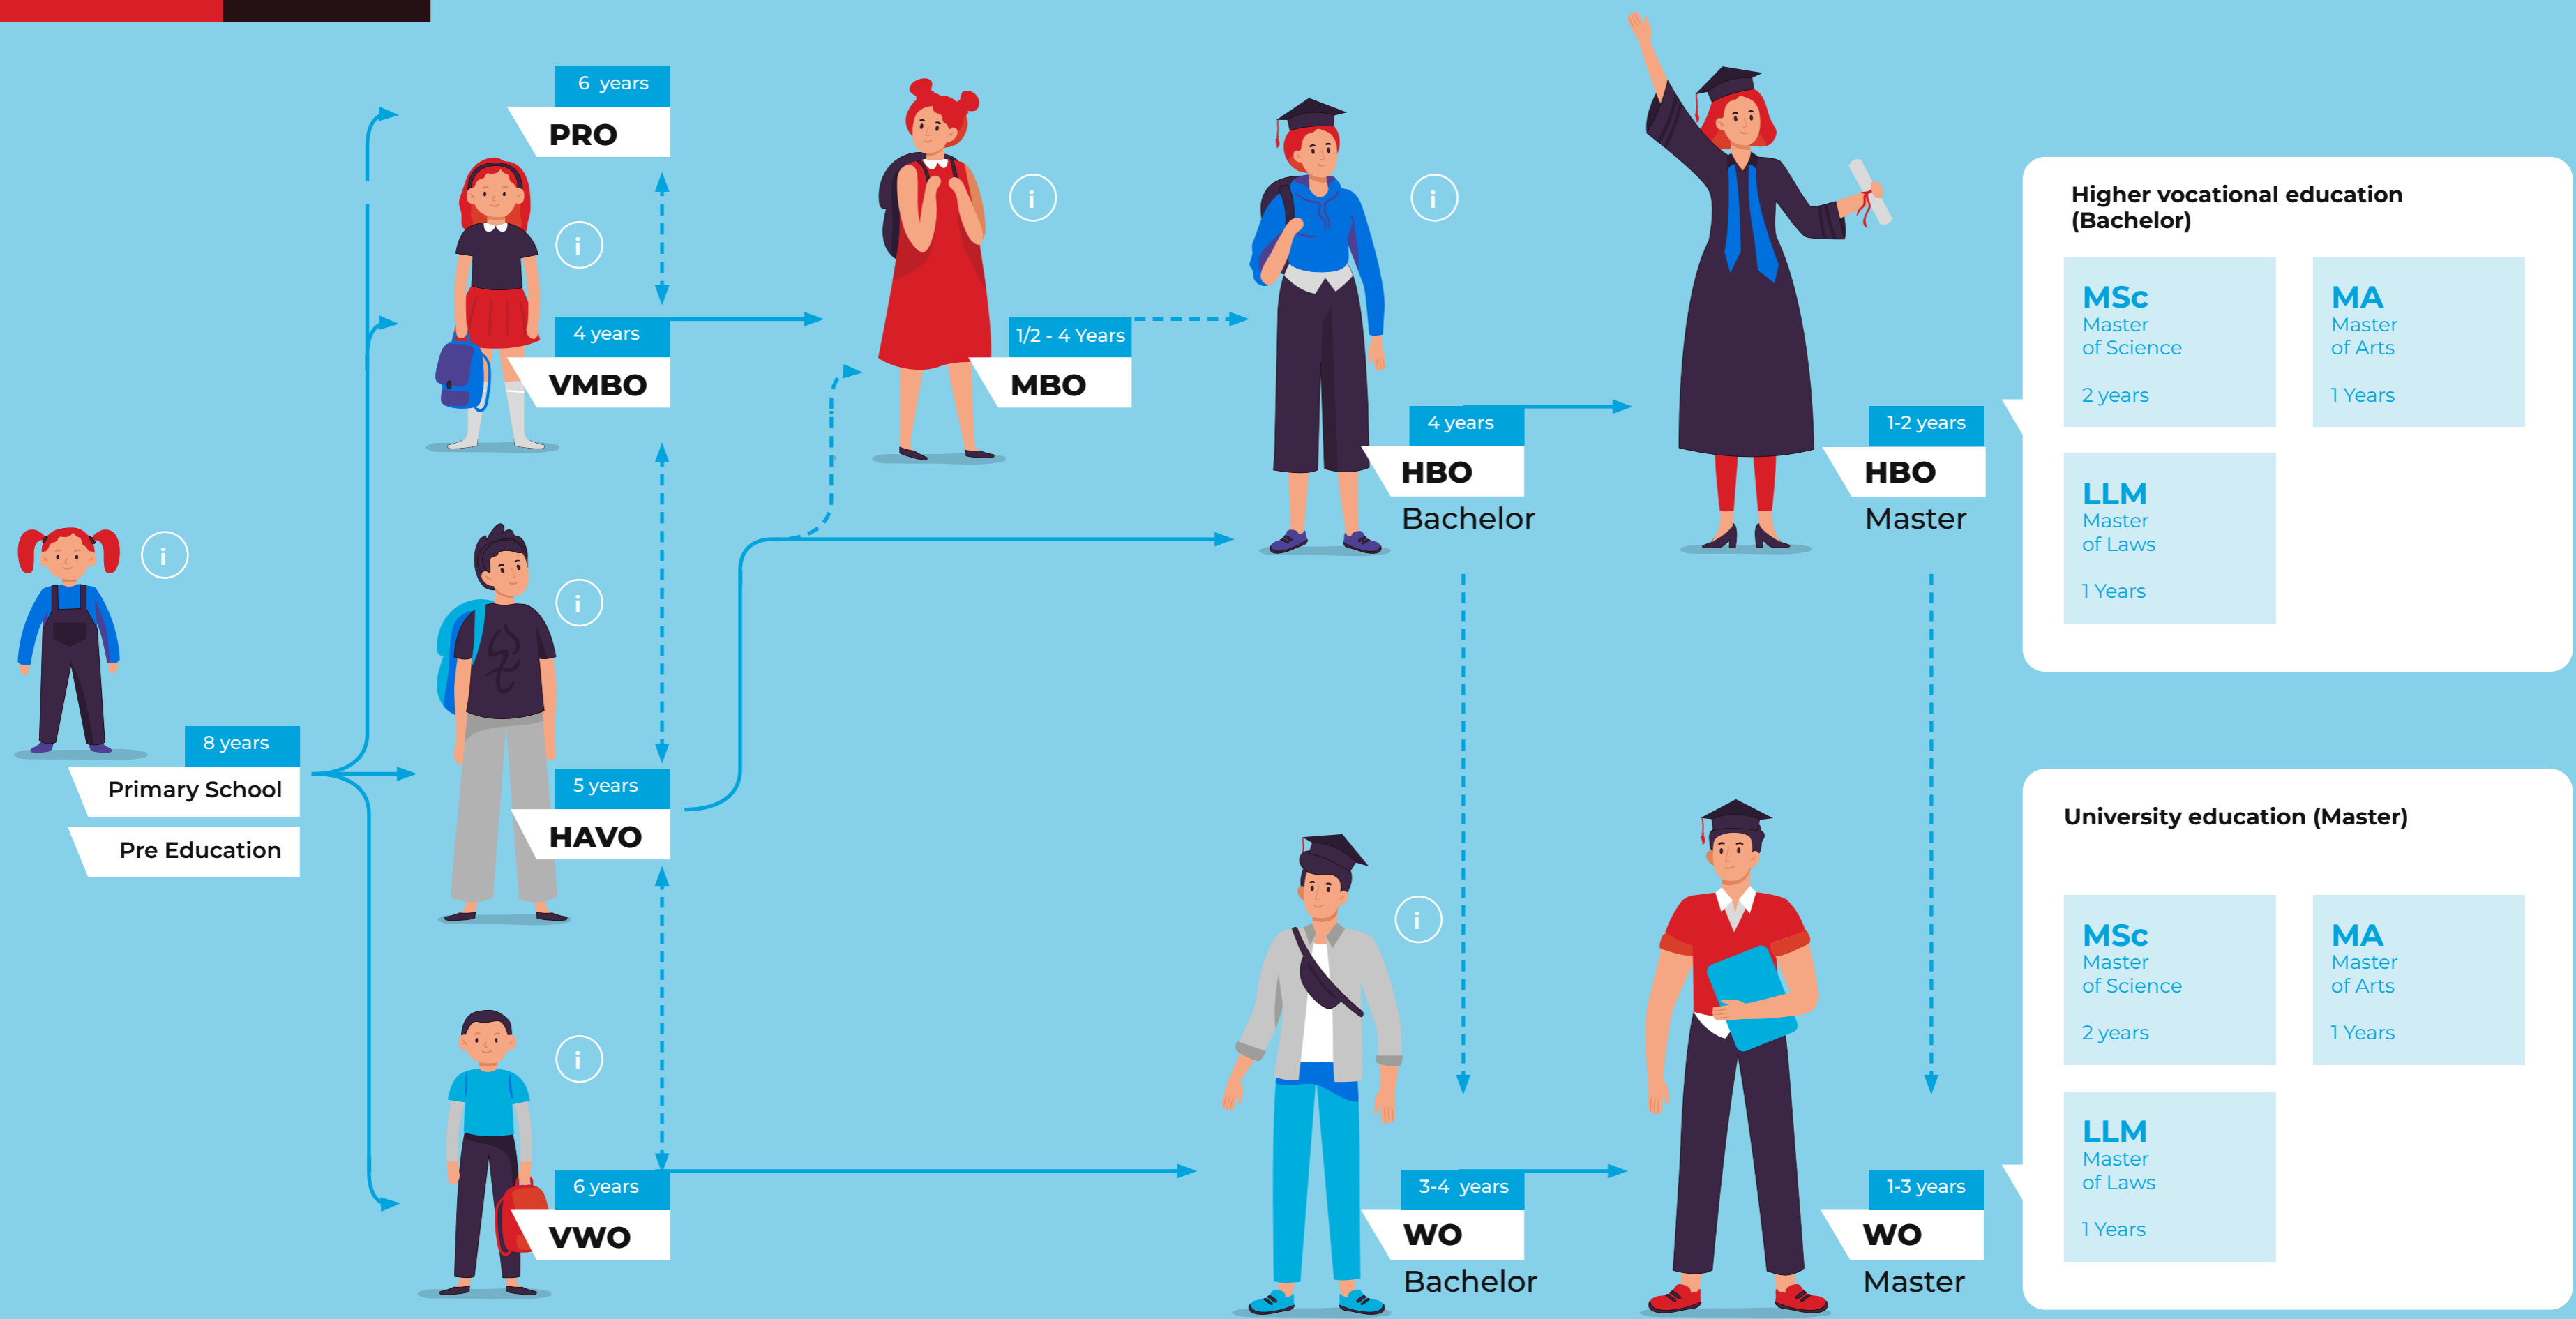 6 years
PRO
i
4 years
VMBO
i
1/2 - 4 Years
MBO
i
4 years
HBO
Bachelor
1-2 years
HBO
Master
Higher vocational education
(Bachelor)
MSc
Master
of Science
2 years
MA
Master
of Arts
1 Years
LLM
Master
of Laws
1 Years
i
8 years
Primary School
Pre Education
i
5 years
HAVO
i
6 years
VWO
i
3-4 years
WO
Bachelor
1-3 years
WO
Master
University education (Master)
MSc
Master
of Science
2 years
MA
Master
of Arts
1 Years
LLM
Master
of Laws
1 Years